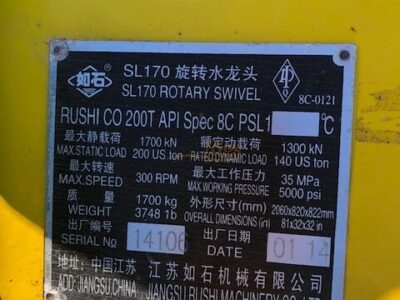 如石
SL170 旋转水龙头
SL170 ROTARY SWIVEL
8C-0121
RUSHI CO 200T API Spec 8C PSL1 ℃
最大静载荷 1700 kN 额定动载荷 1300 kN
MAX.STATIC LOAD 200 US ton RATED DYNAMIC LOAD 140 US ton
最大转速 300 RPM 最大工作压力 35 MPa
MAX.SPEED MAX.WORKING PRESSURE 5000 psi
质量 1700 kg 外形尺寸(mm) 2060x820x822mm
WEIGHT 3748 lb OVERALL DIMENSIONS (in) 81x32x32 in
出厂编号 出厂日期
SERIAL No 14106 DATE 01 14
地址: 中国江苏 江苏如石机械有限公司
ADD: JIANGSU.CHINA JIANGSU RUSHI MACHINERY CO.,LTD